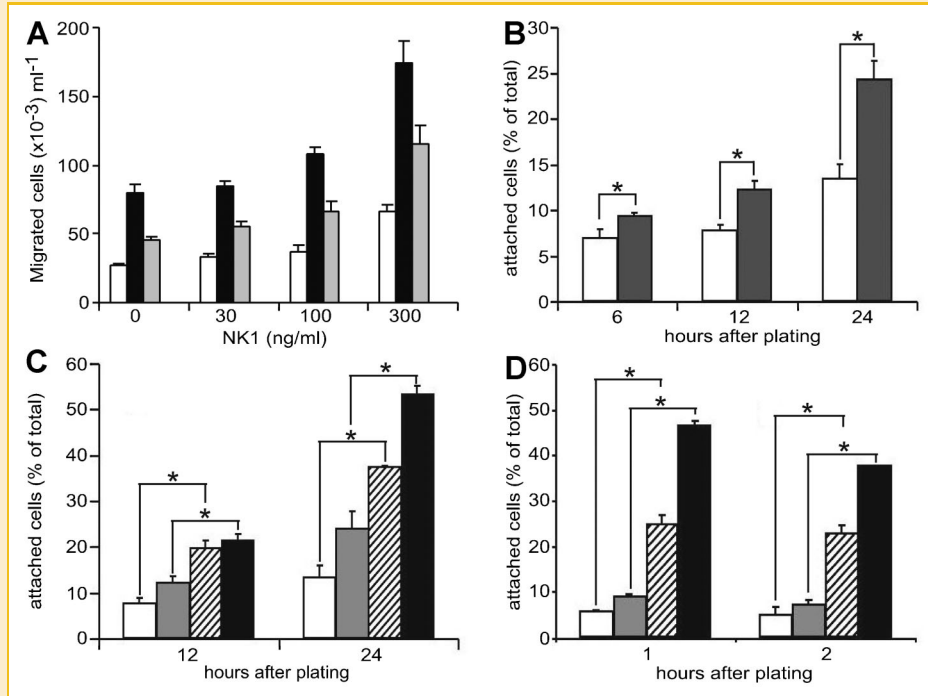 A
Migrated cells (x10-3) ml-1
200
150
100
50
0
0 30 100 300
NK1 (ng/ml)
B
attached cells (% of total)
30
25
20
15
10
5
0
* * *
6 12 24
hours after plating
C
attached cells (% of total)
60
50
40
30
20
10
0
* * * *
12 24
hours after plating
D
attached cells (% of total)
60
50
40
30
20
10
0
* * * *
1 2
hours after plating